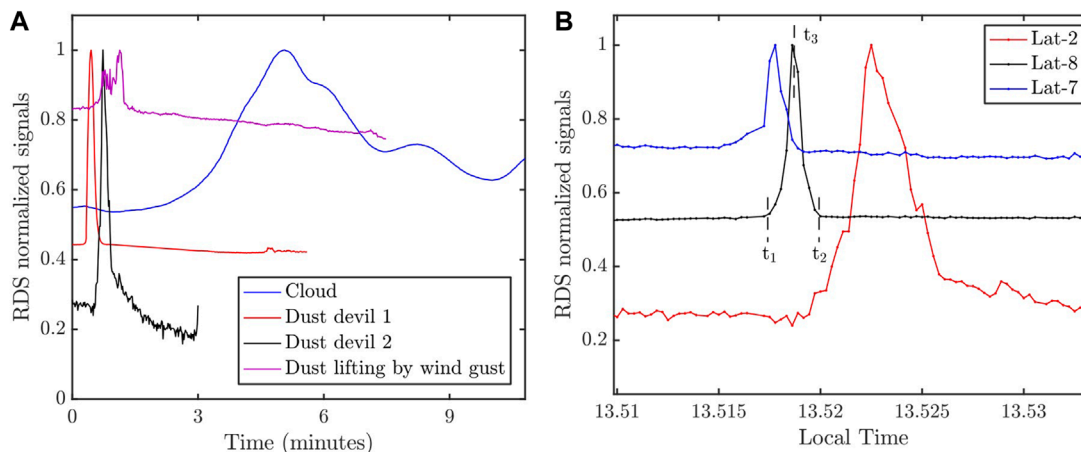 A
RDS normalized signals
1
0.8
0.6
0.4
0.2
0
0
3
6
9
Time (minutes)
Cloud
Dust devil 1
Dust devil 2
Dust lifting by wind gust
B
RDS normalized signals
1
0.8
0.6
0.4
0.2
13.51
13.515
13.52
13.525
13.53
Local Time
t3
t1
t2
Lat-2
Lat-8
Lat-7